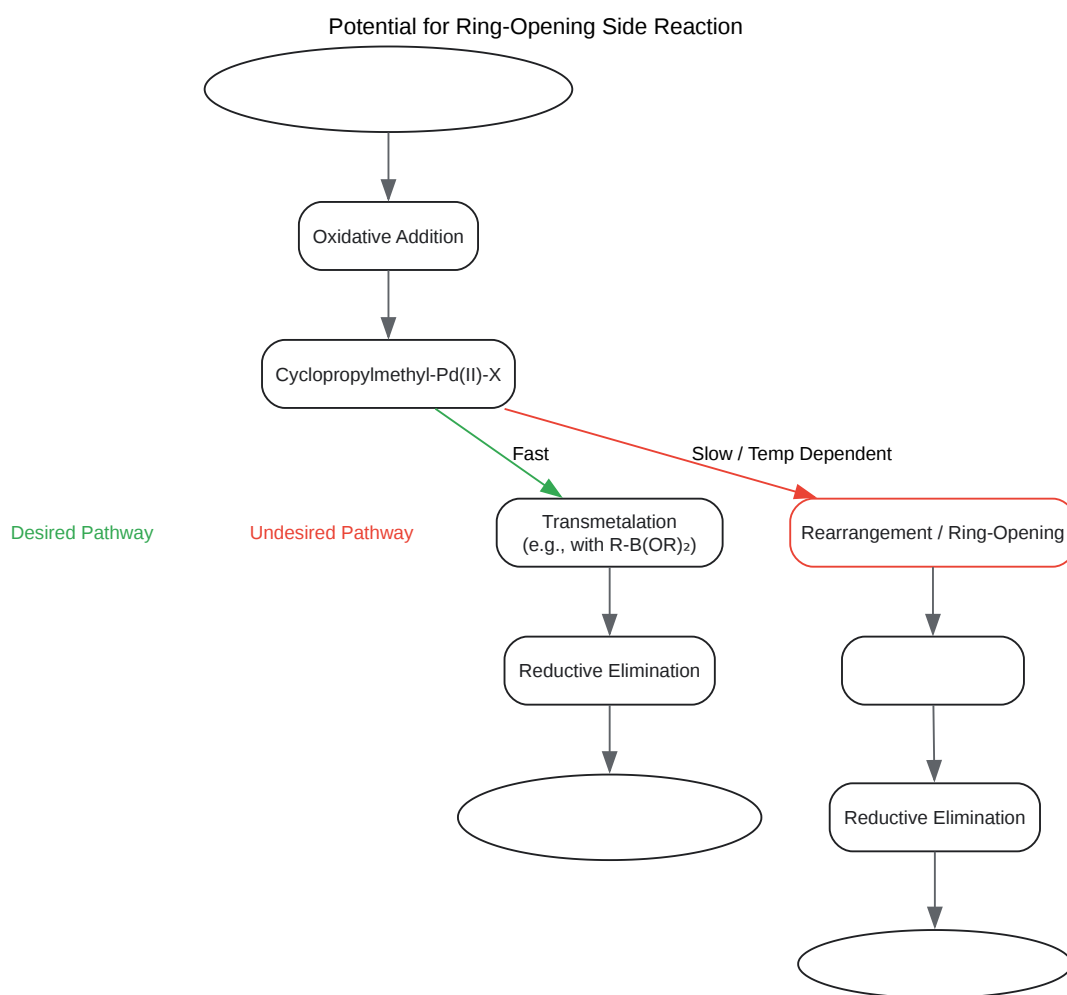 Potential for Ring-Opening Side Reaction
Oxidative Addition
Cyclopropylmethyl-Pd(II)-X
Fast
Slow / Temp Dependent
Desired Pathway
Undesired Pathway
Transmetalation
(e.g., with R-B(OR)₂)
Rearrangement / Ring-Opening
Reductive Elimination
Reductive Elimination